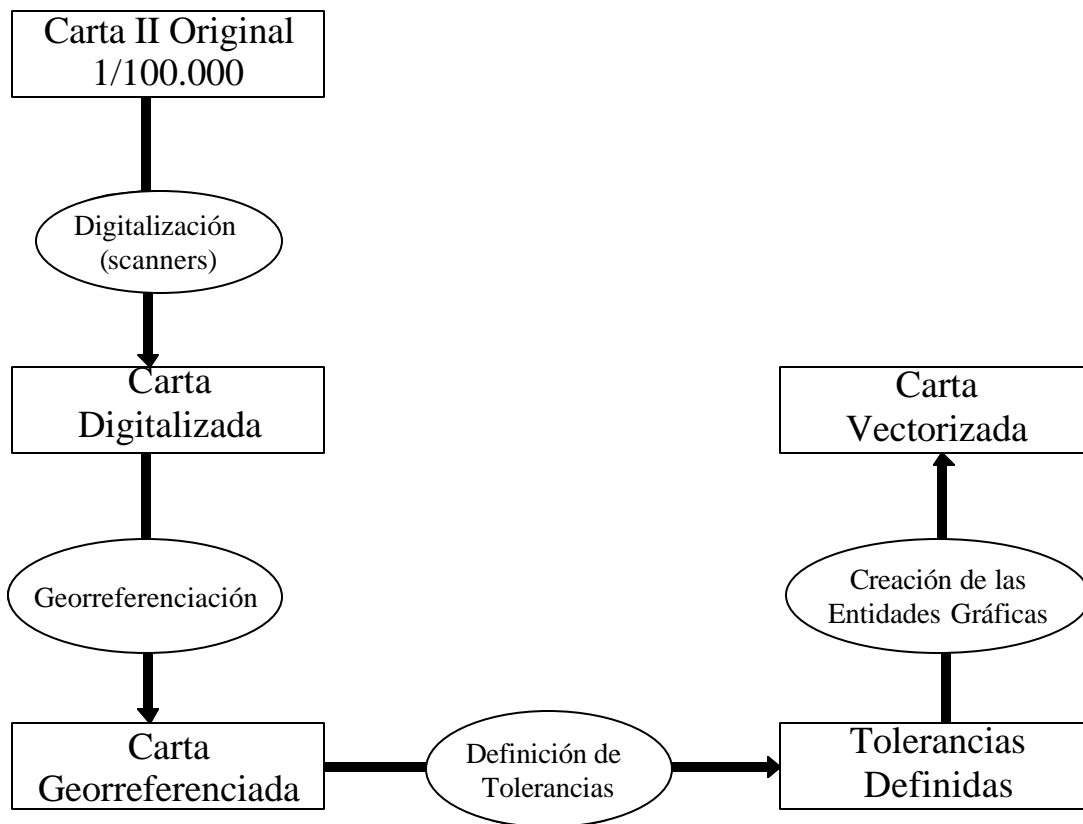 Carta II Original
1/100.000
Digitalización
(scanners)
Carta
Digitalizada
Georreferenciación
Carta
Georreferenciada
Definición de
Tolerancias
Tolerancias
Definidas
Creación de las
Entidades Gráficas
Carta
Vectorizada